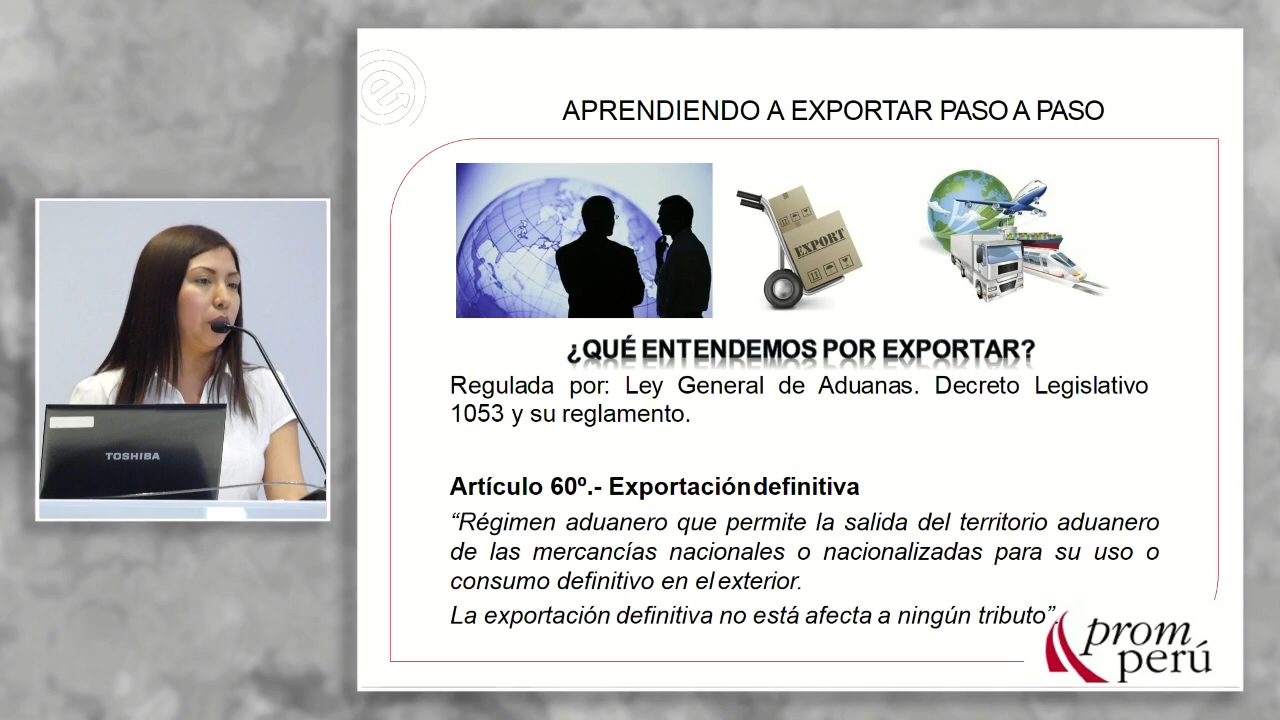 APRENDIENDO A EXPORTAR PASO A PASO
EXPORT
¿QUÉ ENTENDEMOS POR EXPORTAR?
Regulada por: Ley General de Aduanas. Decreto Legislativo
1053 y su reglamento.
Artículo 60º.- Exportación definitiva
“Régimen aduanero que permite la salida del territorio aduanero
de las mercancías nacionales o nacionalizadas para su uso o
consumo definitivo en el exterior.
La exportación definitiva no está afecta a ningún tributo”.
prom
perú
TOSHIBA